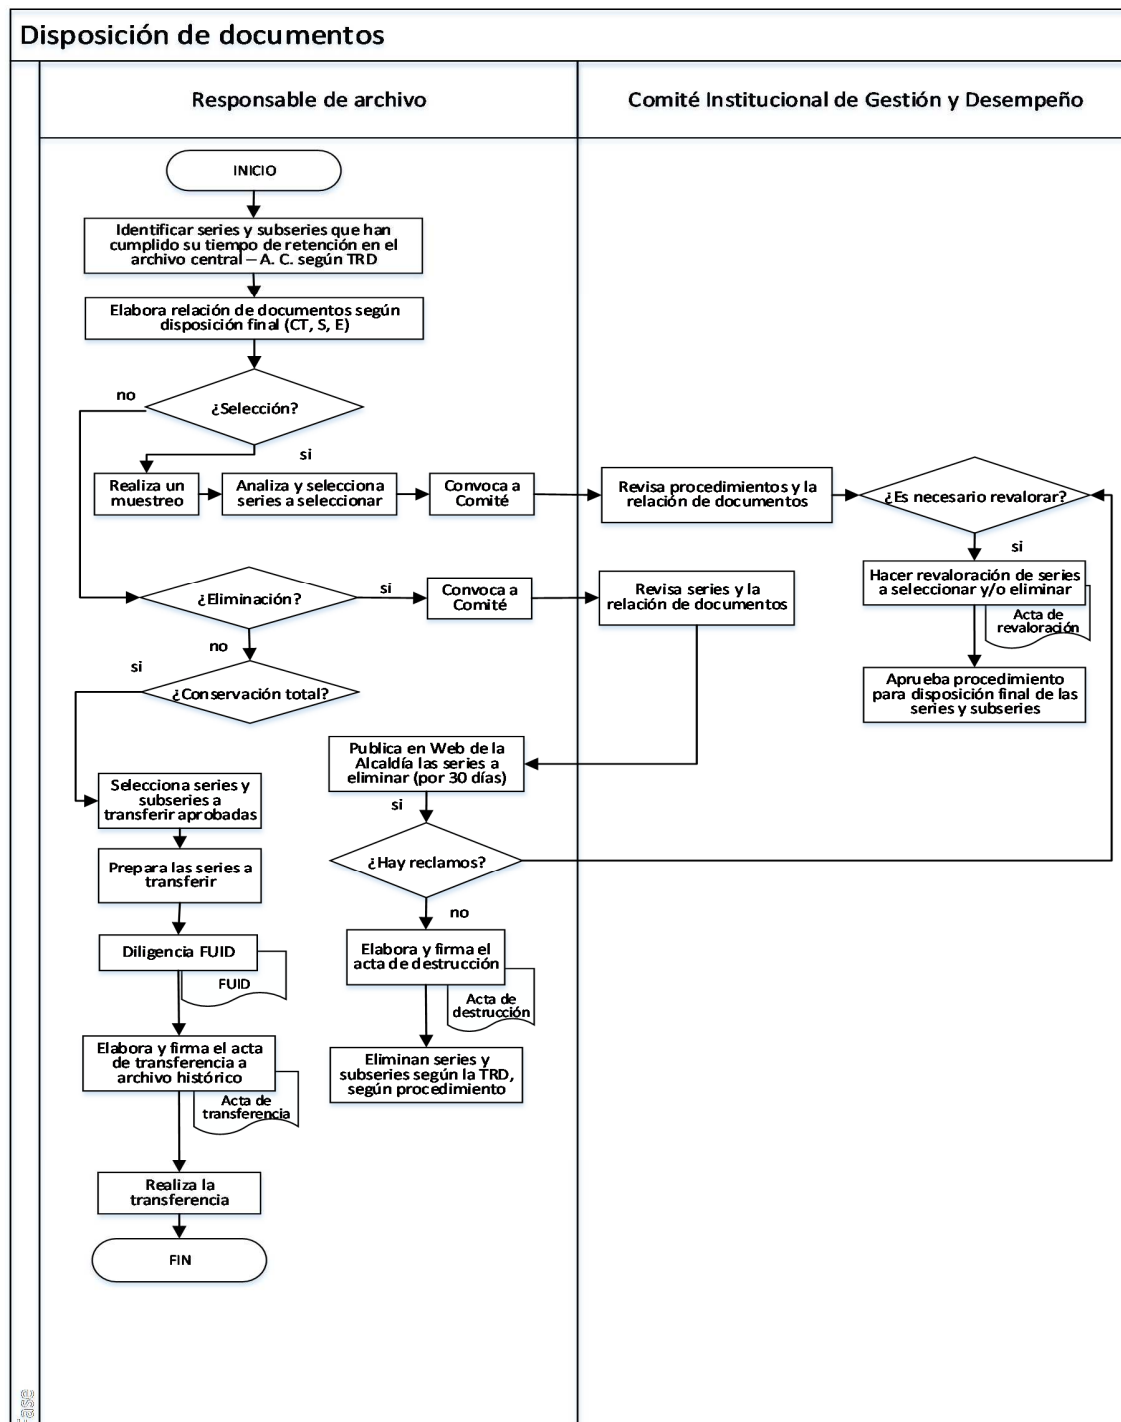 Disposición de documentos
Responsable de archivo
Comité Institucional de Gestión y Desempeño
INICIO
Identificar series y subseries que han
cumplido su tiempo de retención en el
archivo central – A. C. según TRD
Elabora relación de documentos según
disposición final (CT, S, E)
no
¿Selección?
si
Realiza un
muestreo
Analiza y selecciona
series a seleccionar
Convoca a
Comité
Revisa procedimientos y la
relación de documentos
¿Es necesario revalorar?
si
Hacer revaloración de series
a seleccionar y/o eliminar
Acta de
revaloración
Aprueba procedimiento
para disposición final de las
series y subseries
¿Eliminación?
si
Convoca a
Comité
Revisa series y la
relación de documentos
no
si
¿Conservación total?
Publica en Web de la
Alcaldía las series a
eliminar (por 30 días)
si
¿Hay reclamos?
no
Elabora y firma el
acta de destrucción
Acta de
destrucción
Eliminan series y
subseries según la TRD,
según procedimiento
Selecciona series y
subseries a
transferir aprobadas
Prepara las series a
transferir
Diligencia FUID
FUID
Elabora y firma el acta
de transferencia a
archivo histórico
Acta de
transferencia
Realiza la
transferencia
FIN
Fase